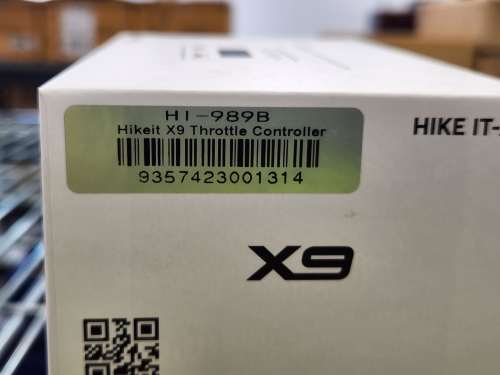 HI-989B
Hikeit X9 Throttle Controller
9357423001314
HIKE IT-
X9